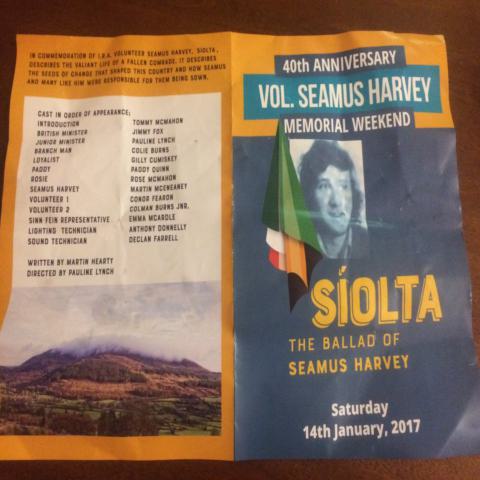 IN COMMEMORATION OF I.R.A. VOLUNTEER SEAMUS HARVEY, SÍOLTA,
DESCRIBES THE VALIANT LIFE OF A FALLEN COMRADE. IT DESCRIBES
THE SEEDS OF CHANGE THAT SHAPED THIS COUNTRY AND HOW SEAMUS
AND MANY LIKE HIM WERE RESPONSIBLE FOR THEM BEING SOWN.
CAST IN ORDER OF APPEARANCE:
INTRODUCTION TOMMY MCMAHON
BRITISH MINISTER JIMMY FOX
JUNIOR MINISTER PAULINE LYNCH
BRANCH MAN COLIE BURNS
LOYALIST GILLY CUMISKEY
PADDY PADDY QUINN
ROSIE ROSE MCMAHON
SEAMUS HARVEY MARTIN MCENEANEY
VOLUNTEER 1 CONOR FEARON
VOLUNTEER 2 COLMAN BURNS JNR.
SINN FEIN REPRESENTATIVE EMMA MCARDLE
LIGHTING TECHNICIAN ANTHONY DONNELLY
SOUND TECHNICIAN DECLAN FARRELL
WRITTEN BY MARTIN HEARTY
DIRECTED BY PAULINE LYNCH
40th ANNIVERSARY
VOL. SEAMUS HARVEY
MEMORIAL WEEKEND
SÍOLTA
THE BALLAD OF
SEAMUS HARVEY
Saturday
14th January, 2017